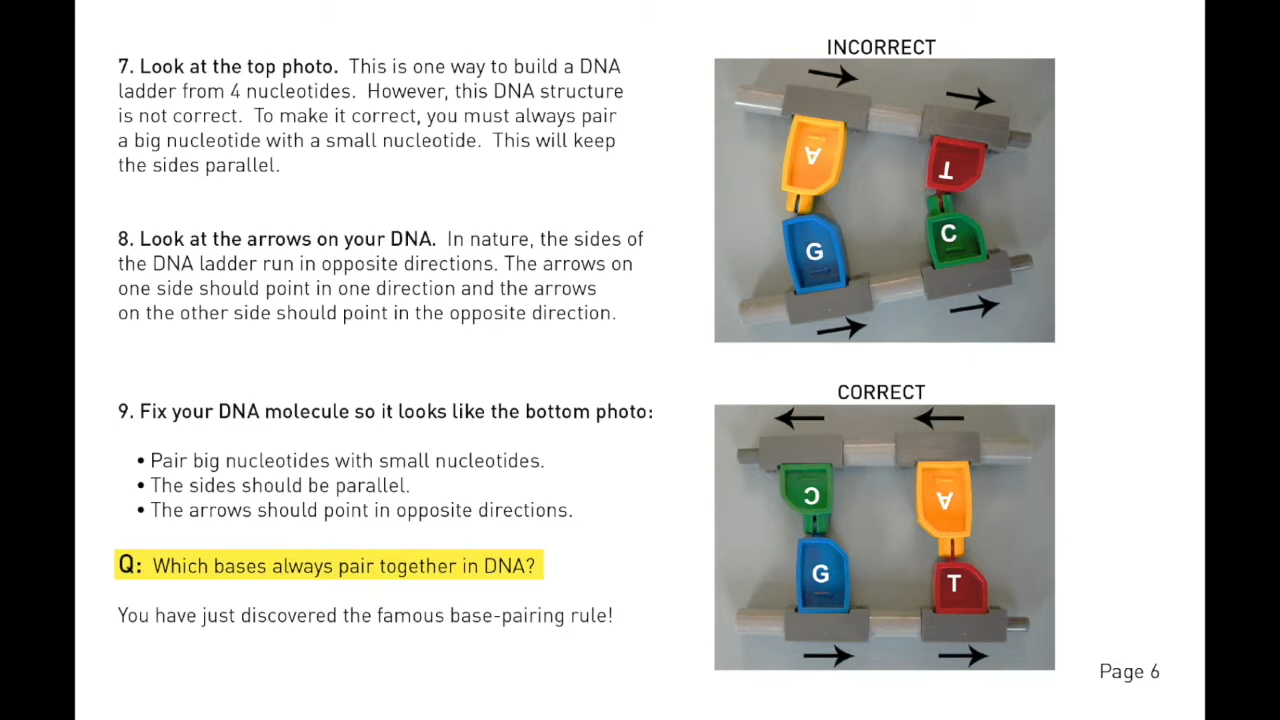 7. Look at the top photo. This is one way to build a DNA
ladder from 4 nucleotides. However, this DNA structure
is not correct. To make it correct, you must always pair
a big nucleotide with a small nucleotide. This will keep
the sides parallel.
8. Look at the arrows on your DNA. In nature, the sides of
the DNA ladder run in opposite directions. The arrows on
one side should point in one direction and the arrows
on the other side should point in the opposite direction.
9. Fix your DNA molecule so it looks like the bottom photo:
• Pair big nucleotides with small nucleotides.
• The sides should be parallel.
• The arrows should point in opposite directions.
Q: Which bases always pair together in DNA?
You have just discovered the famous base-pairing rule!
INCORRECT
A
T
G
C
CORRECT
C
A
G
T
Page 6